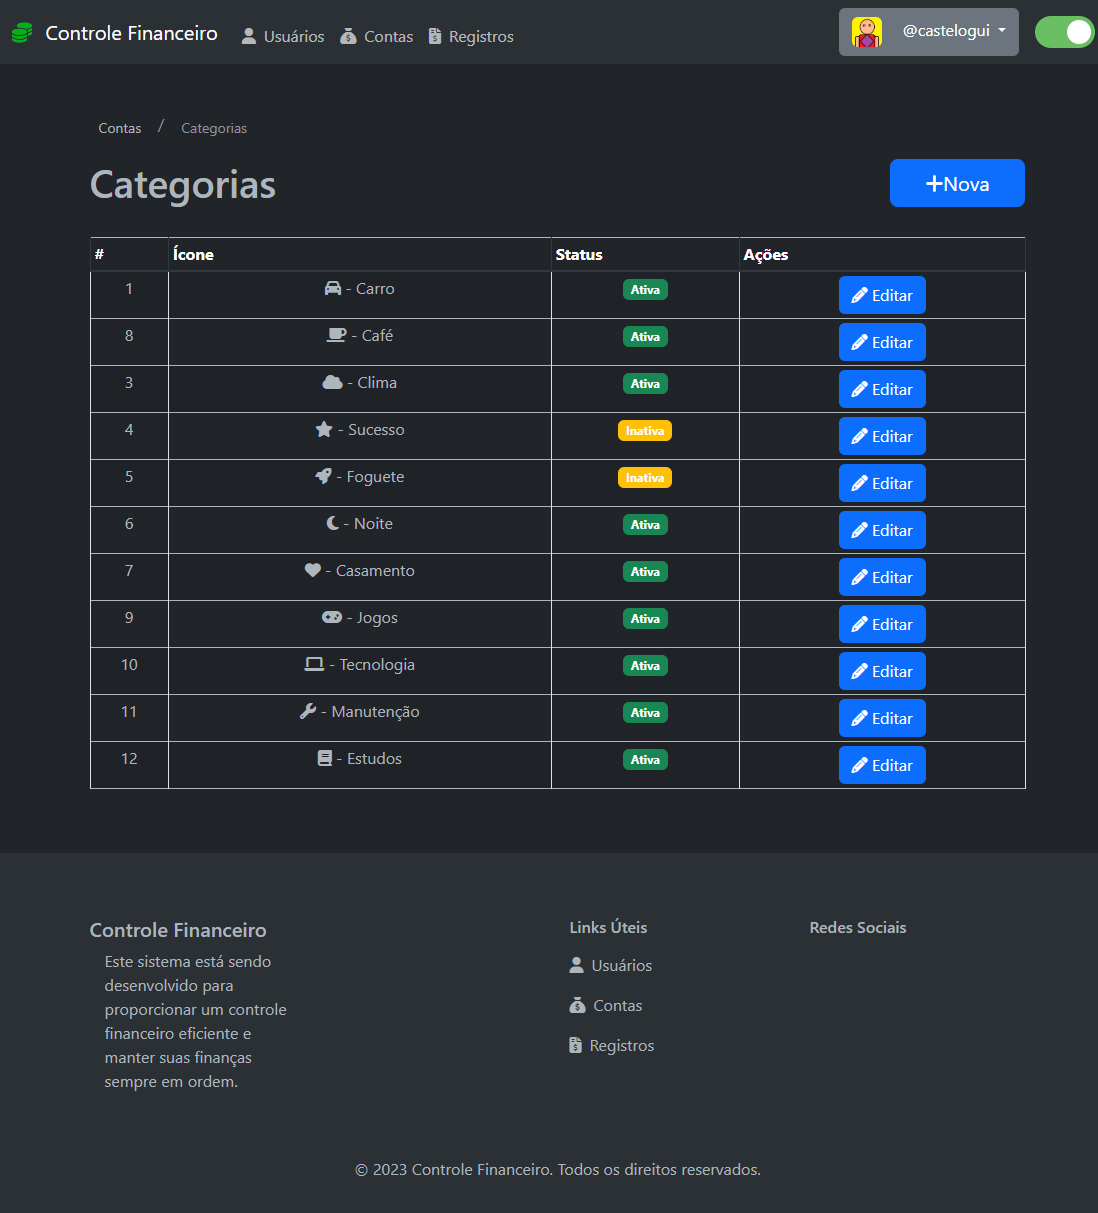 Controle Financeiro Usuários Contas Registros @castelogui
Contas / Categorias
Categorias
+Nova
# Ícone Status Ações
1 - Carro Ativa Editar
8 - Café Ativa Editar
3 - Clima Ativa Editar
4 - Sucesso Inativa Editar
5 - Foguete Inativa Editar
6 - Noite Ativa Editar
7 - Casamento Ativa Editar
9 - Jogos Ativa Editar
10 - Tecnologia Ativa Editar
11 - Manutenção Ativa Editar
12 - Estudos Ativa Editar
Controle Financeiro
Este sistema está sendo
desenvolvido para
proporcionar um controle
financeiro eficiente e
manter suas finanças
sempre em ordem.
Links Úteis
Usuários
Contas
Registros
Redes Sociais
© 2023 Controle Financeiro. Todos os direitos reservados.